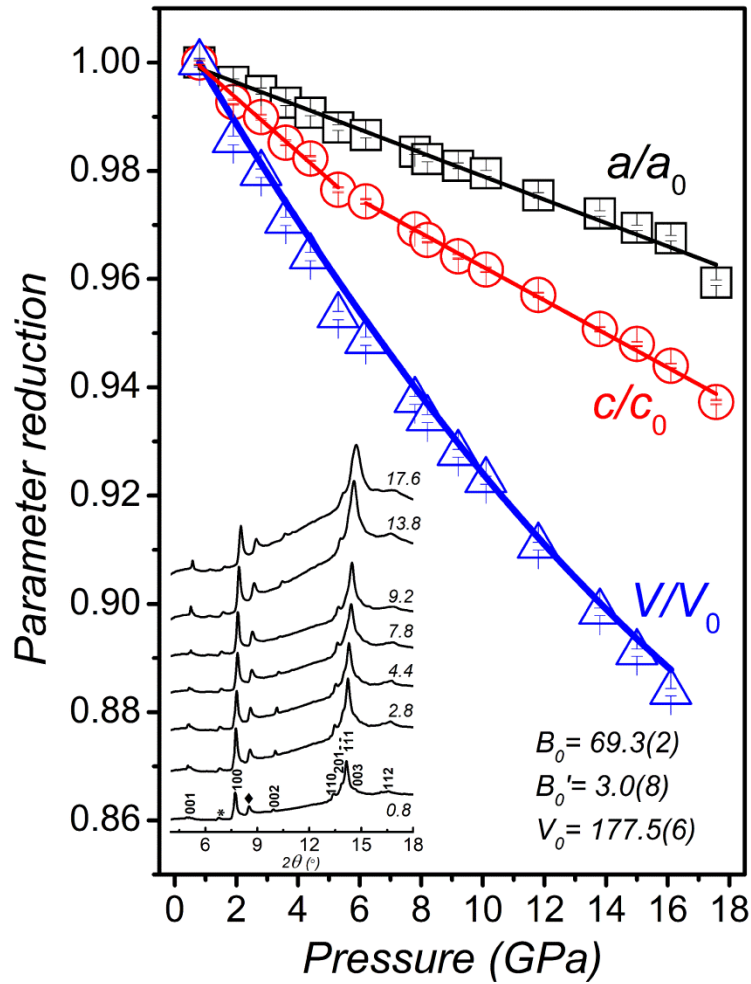 Parameter reduction
1.00
0.98
0.96
0.94
0.92
0.90
0.88
0.86
a/a0
c/c0
V/V0
17.6
13.8
9.2
7.8
4.4
2.8
0.8
001
*
100
♦
002
110
201
111
003
112
6 9 12 15 18
2θ (°)
B0= 69.3(2)
B0'= 3.0(8)
V0= 177.5(6)
0 2 4 6 8 10 12 14 16 18
Pressure (GPa)